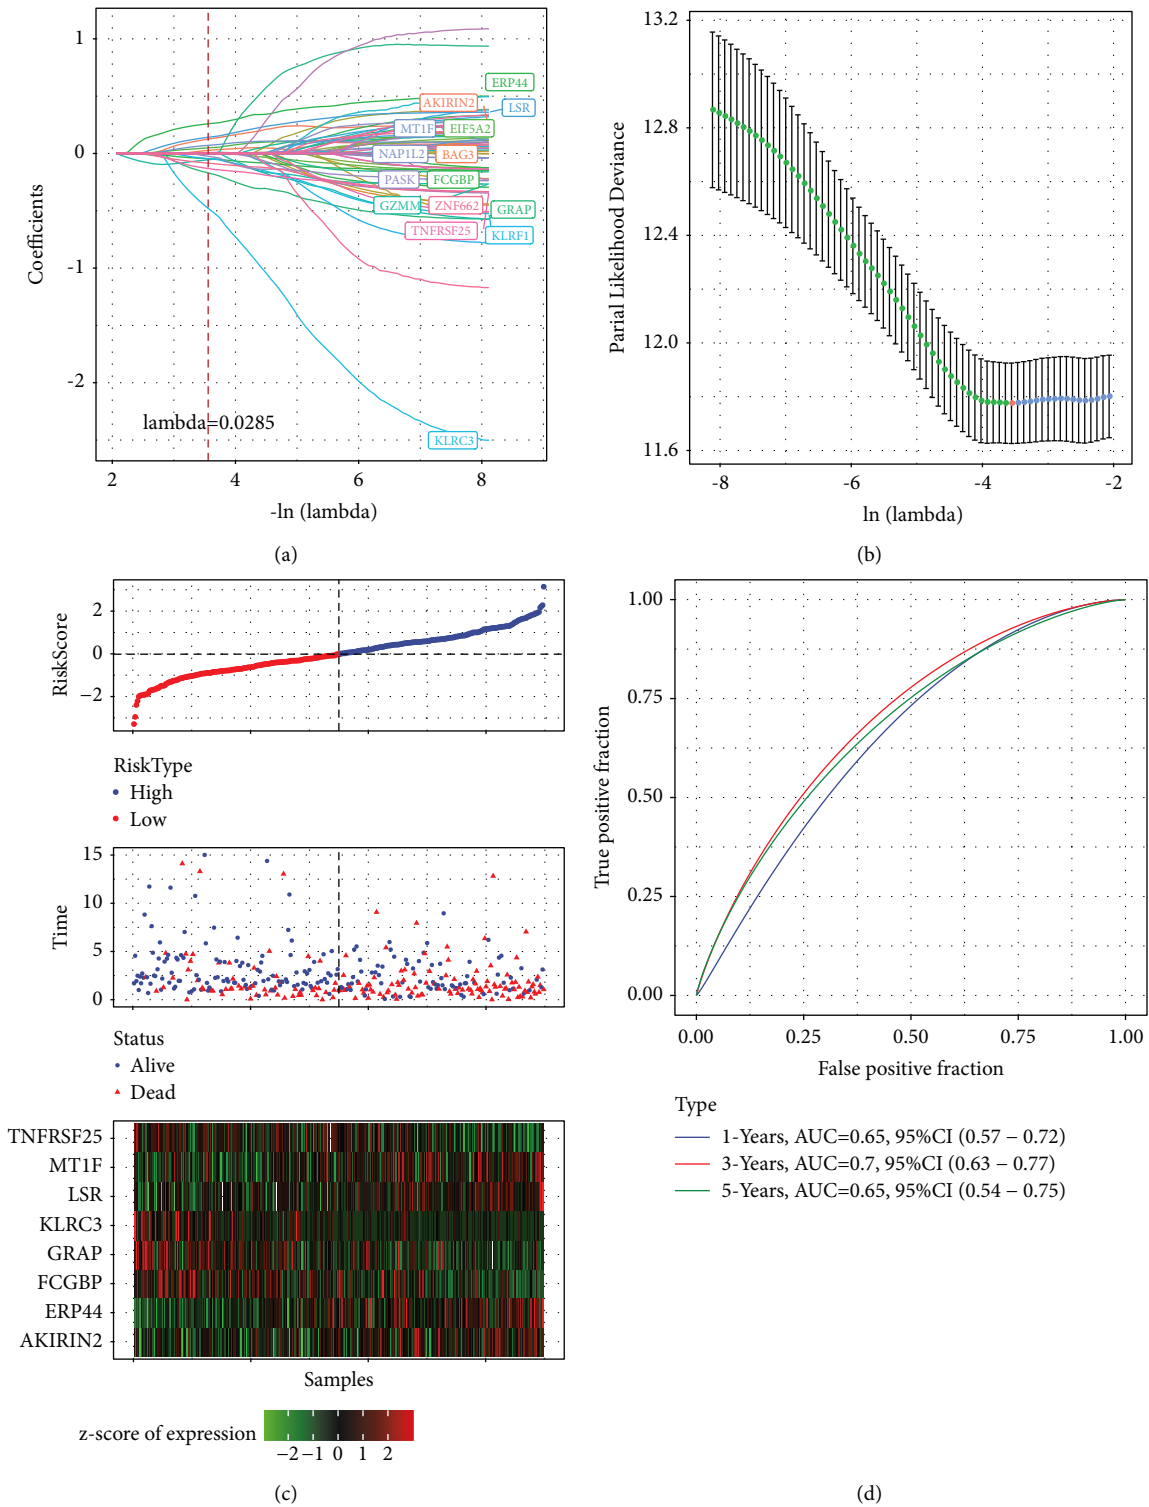 1
0
-1
-2
Coefficients
ERP44
AKIRIN2
LSR
MT1F
EIF5A2
NAP1L2
BAG3
PASK
FCGBP
GZMM
ZNF662
GRAP
TNFRSF25
KLRF1
KLRC3
lambda=0.0285
2 4 6 8
-ln (lambda)
(a)
13.2
12.8
12.4
12.0
11.6
Parial Likelihood Deviance
-8 -6 -4 -2
ln (lambda)
(b)
RiskScore
2
0
−2
RiskType
High
Low
Time
15
10
5
0
Status
Alive
Dead
TNFRSF25
MT1F
LSR
KLRC3
GRAP
FCGBP
ERP44
AKIRIN2
Samples
z-score of expression
−2 −1 0 1 2
(c)
1.00
0.75
0.50
0.25
0.00
True positive fraction
0.00 0.25 0.50 0.75 1.00
False positive fraction
Type
1-Years, AUC=0.65, 95%CI (0.57 − 0.72)
3-Years, AUC=0.7, 95%CI (0.63 − 0.77)
5-Years, AUC=0.65, 95%CI (0.54 − 0.75)
(d)